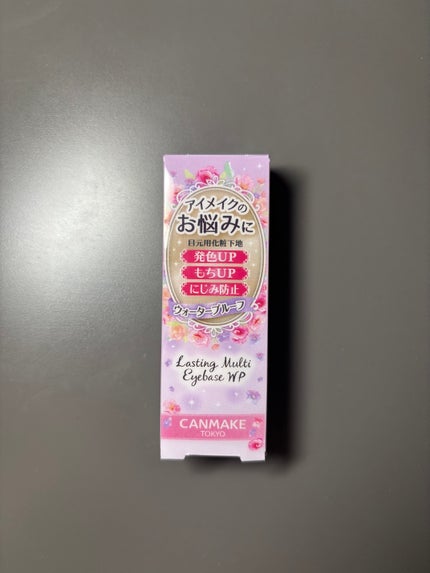 アイメイクの
お悩みに
目元用化粧下地
発色UP
もちUP
にじみ防止
ウォータープルーフ
Lasting Multi
Eyebase WP
CANMAKE
TOKYO